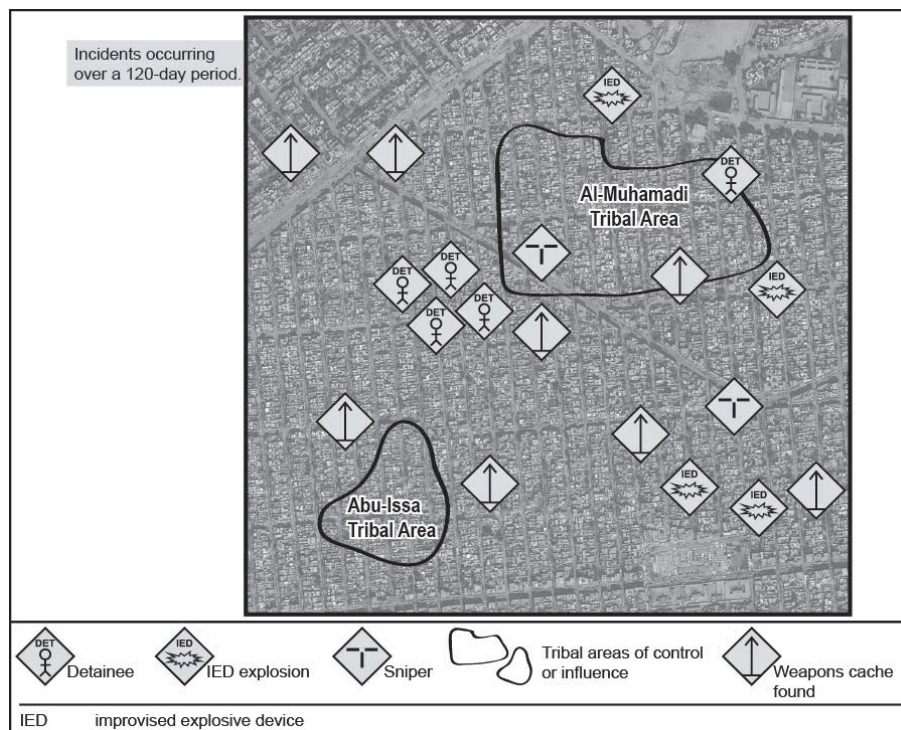 Incidents occurring
over a 120-day period.
IED
DET
Al-Muhamadi
Tribal Area
DET
DET
IED
DET
DET
Abu-Issa
Tribal Area
IED
IED
DET
Detainee
IED
IED explosion
Sniper
Tribal areas of control
or influence
Weapons cache
found
IED improvised explosive device